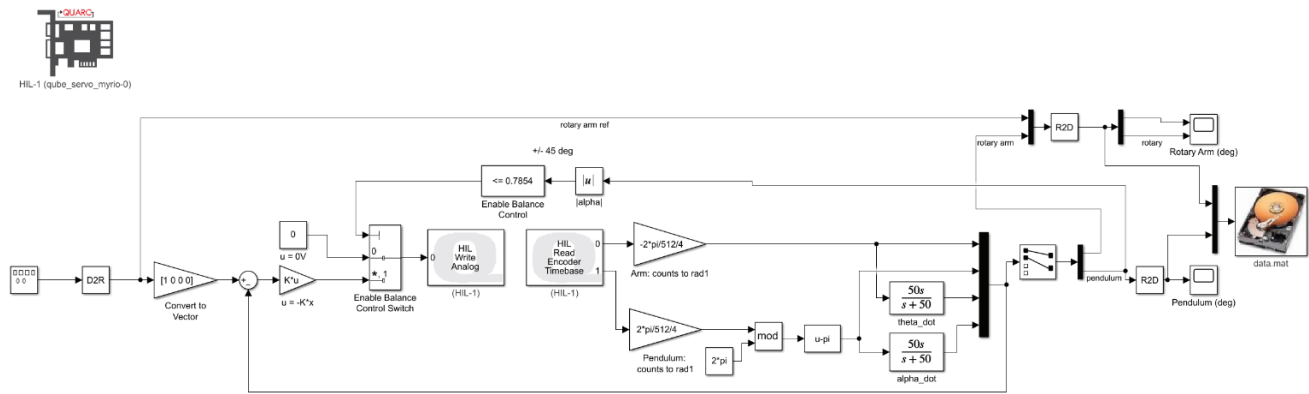 QUARC
HIL-1 (qube_servo_myrio-0)
rotary arm ref
rotary arm
R2D
rotary
Rotary Arm (deg)
+/- 45 deg
<= 0.7854
Enable Balance
Control
|u|
|alpha|
0
u = 0V
D2R
[1 0 0 0]
Convert to
Vector
+
-
K*u
u = -K*x
0
*, 1
Enable Balance
Control Switch
0
HIL
Write
Analog
(HIL-1)
HIL
Read
Encoder
Timebase
0
1
(HIL-1)
-2*pi/512/4
Arm: counts to rad1
2*pi/512/4
Pendulum:
counts to rad1
2*pi
mod
u-pi
50s
s + 50
theta_dot
50s
s + 50
alpha_dot
pendulum
R2D
Pendulum (deg)
data.mat